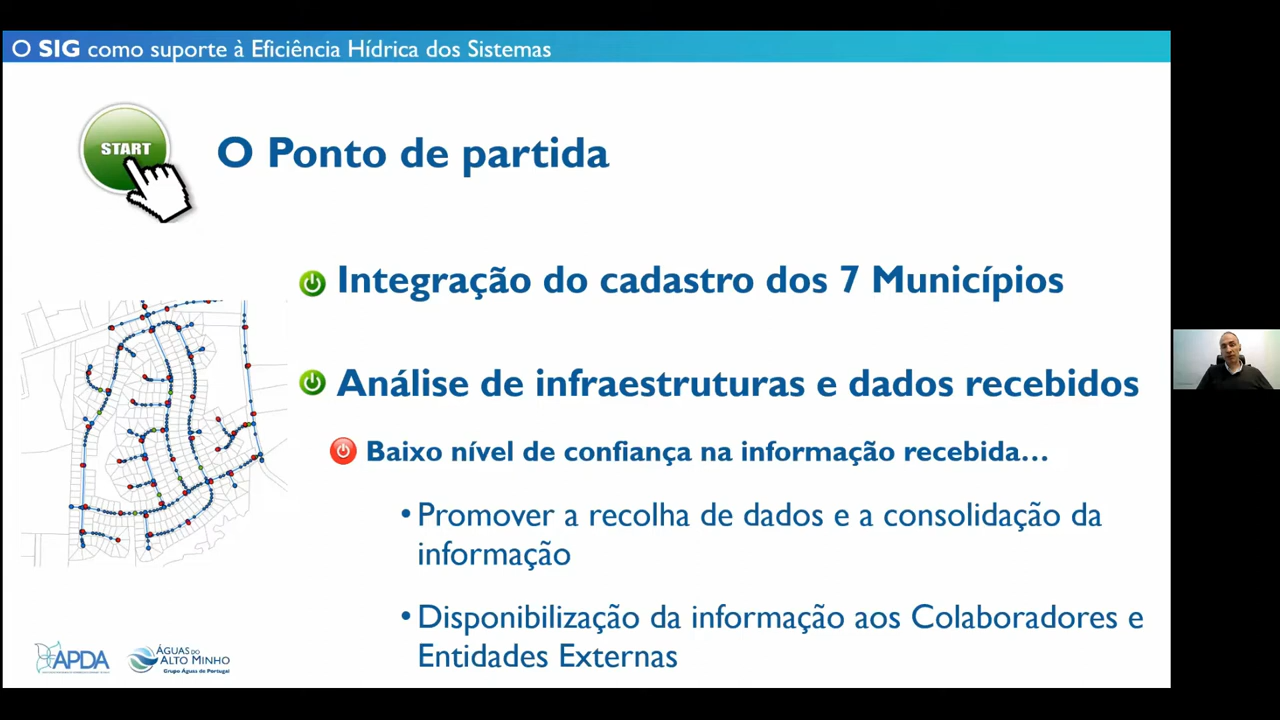 O SIG como suporte à Eficiência Hídrica dos Sistemas
START
O Ponto de partida
Integração do cadastro dos 7 Municípios
Análise de infraestruturas e dados recebidos
Baixo nível de confiança na informação recebida...
• Promover a recolha de dados e a consolidação da
informação
• Disponibilização da informação aos Colaboradores e
Entidades Externas
APDA
ÁGUAS DO
ALTO MINHO
Grupo Águas de Portugal